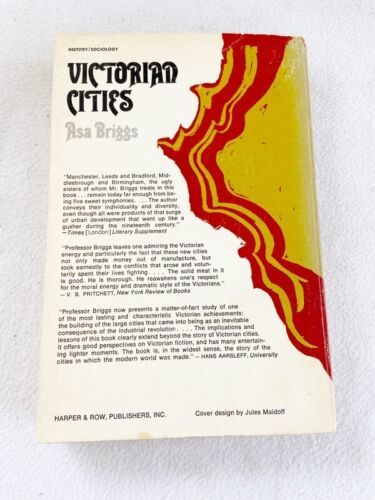 HISTORY/SOCIOLOGY
VICTORIAN
CITIES
Asa Briggs
"Manchester, Leeds and Bradford, Mid-
dlesbrough and Birmingham, the ugly
sisters of whom Mr. Briggs treats in this
book . . . remain today far enough from be-
ing five sweet symphonies. . . . The author
conveys their individuality and diversity,
even though all were products of that surge
of urban development that went up like a
gusher during the nineteenth century."
—Times [London] Literary Supplement
"Professor Briggs leaves one admiring the Victorian
energy and particularly the fact that these new cities
not only made money out of manufacture, but
took earnestly to the conflicts that arose and volun-
tarily spent their lives fighting. . . . The solid meat in it
is good. He is thorough. He reawakens one's respect
for the moral energy and dramatic style of the Victorians."
— V. S. PRITCHETT, New York Review of Books
"Professor Briggs now presents a matter-of-fact study of one
of the most lasting and characteristic Victorian achievements:
the building of the large cities that came into being as an inevitable
consequence of the industrial revolution. . . . The implications and
lessons of this book clearly extend beyond the story of Victorian cities.
It offers good perspectives on Victorian fiction, and has many entertain-
ing lighter moments. The book is, in the widest sense, the story of the
cities in which the modern world was made." — HANS AARSLEFF, University
HARPER & ROW, PUBLISHERS, INC.
Cover design by Jules Maidoff